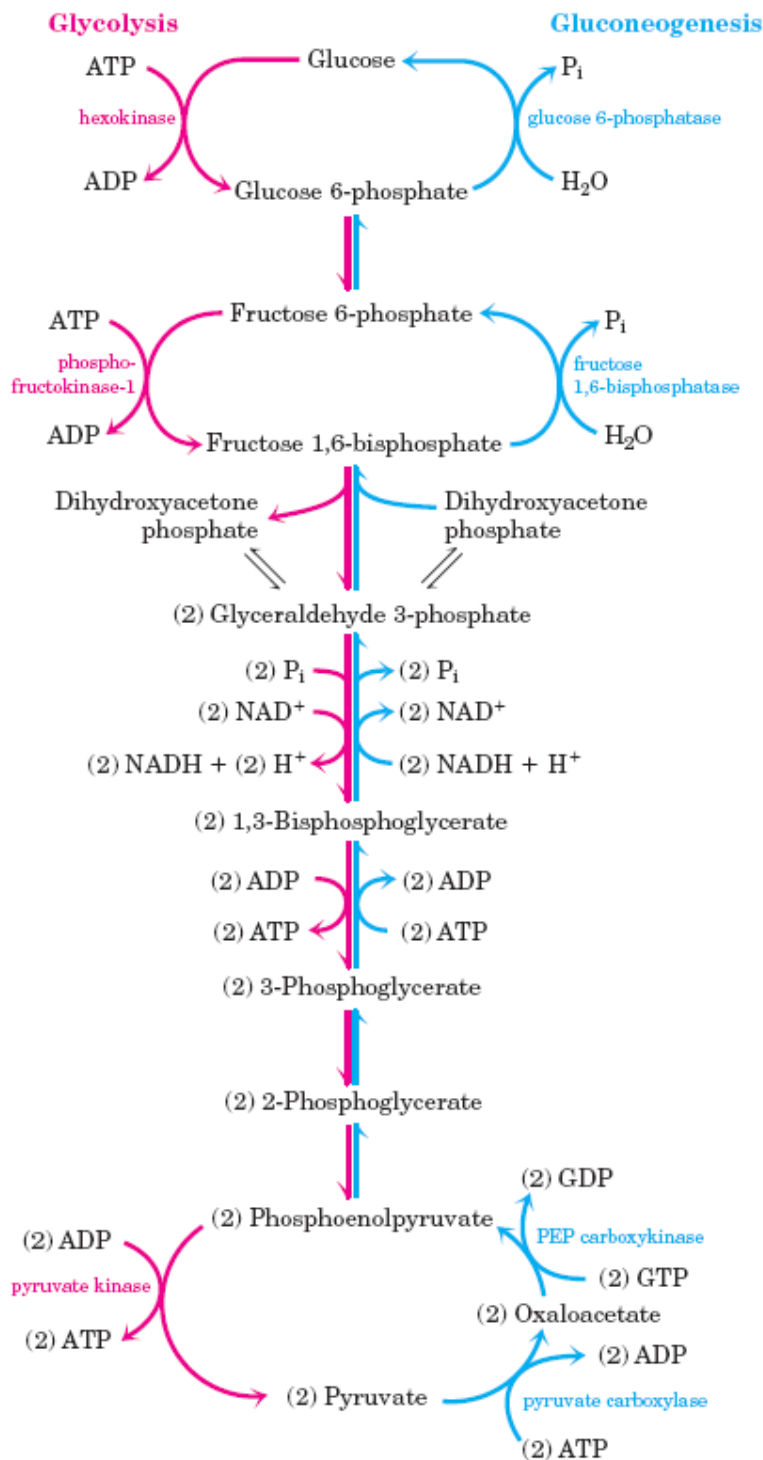 Glycolysis
Gluconeogenesis
ATP
Glucose
Pi
hexokinase
glucose 6-phosphatase
ADP
Glucose 6-phosphate
H2O
ATP
Fructose 6-phosphate
Pi
phospho-
fructokinase-1
fructose
1,6-bisphosphatase
ADP
Fructose 1,6-bisphosphate
H2O
Dihydroxyacetone
phosphate
Dihydroxyacetone
phosphate
(2) Glyceraldehyde 3-phosphate
(2) Pi
(2) Pi
(2) NAD+
(2) NAD+
(2) NADH + (2) H+
(2) NADH + H+
(2) 1,3-Bisphosphoglycerate
(2) ADP
(2) ADP
(2) ATP
(2) ATP
(2) 3-Phosphoglycerate
(2) 2-Phosphoglycerate
(2) GDP
(2) Phosphoenolpyruvate
PEP carboxykinase
(2) ADP
(2) GTP
pyruvate kinase
(2) Oxaloacetate
(2) ATP
(2) ADP
(2) Pyruvate
pyruvate carboxylase
(2) ATP